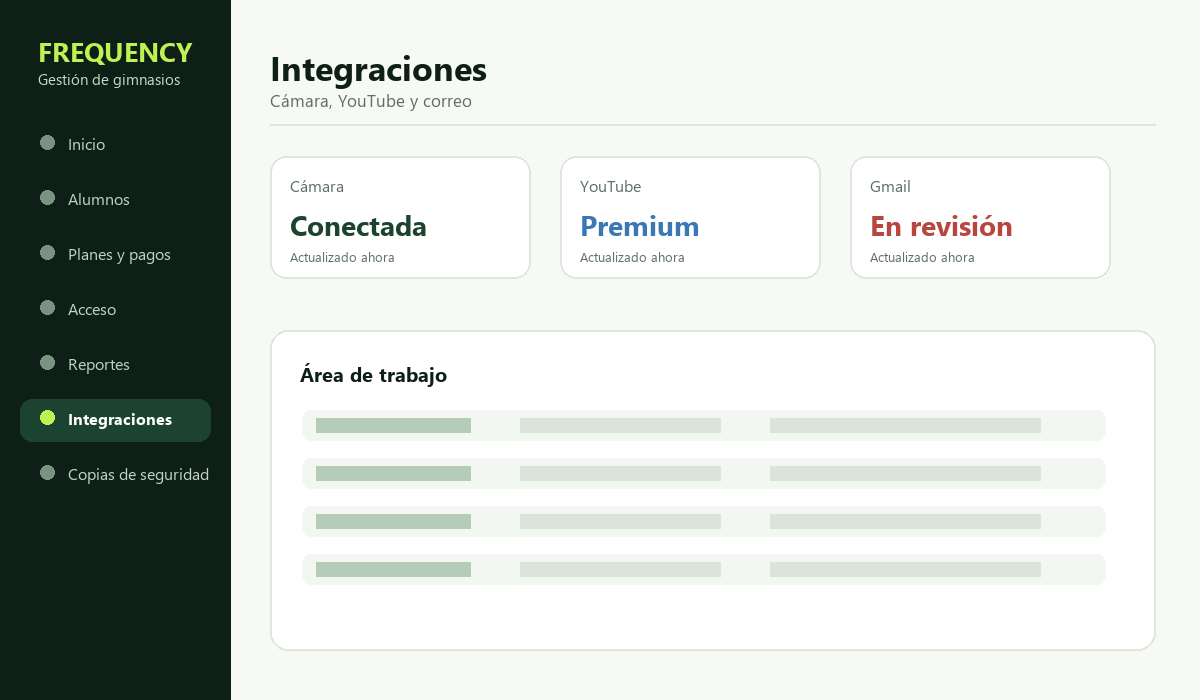 FREQUENCY
Gestión de gimnasios
Inicio
Alumnos
Planes y pagos
Acceso
Reportes
Integraciones
Copias de seguridad
Integraciones
Cámara, YouTube y correo
Cámara
Conectada
Actualizado ahora
YouTube
Premium
Actualizado ahora
Gmail
En revisión
Actualizado ahora
Área de trabajo